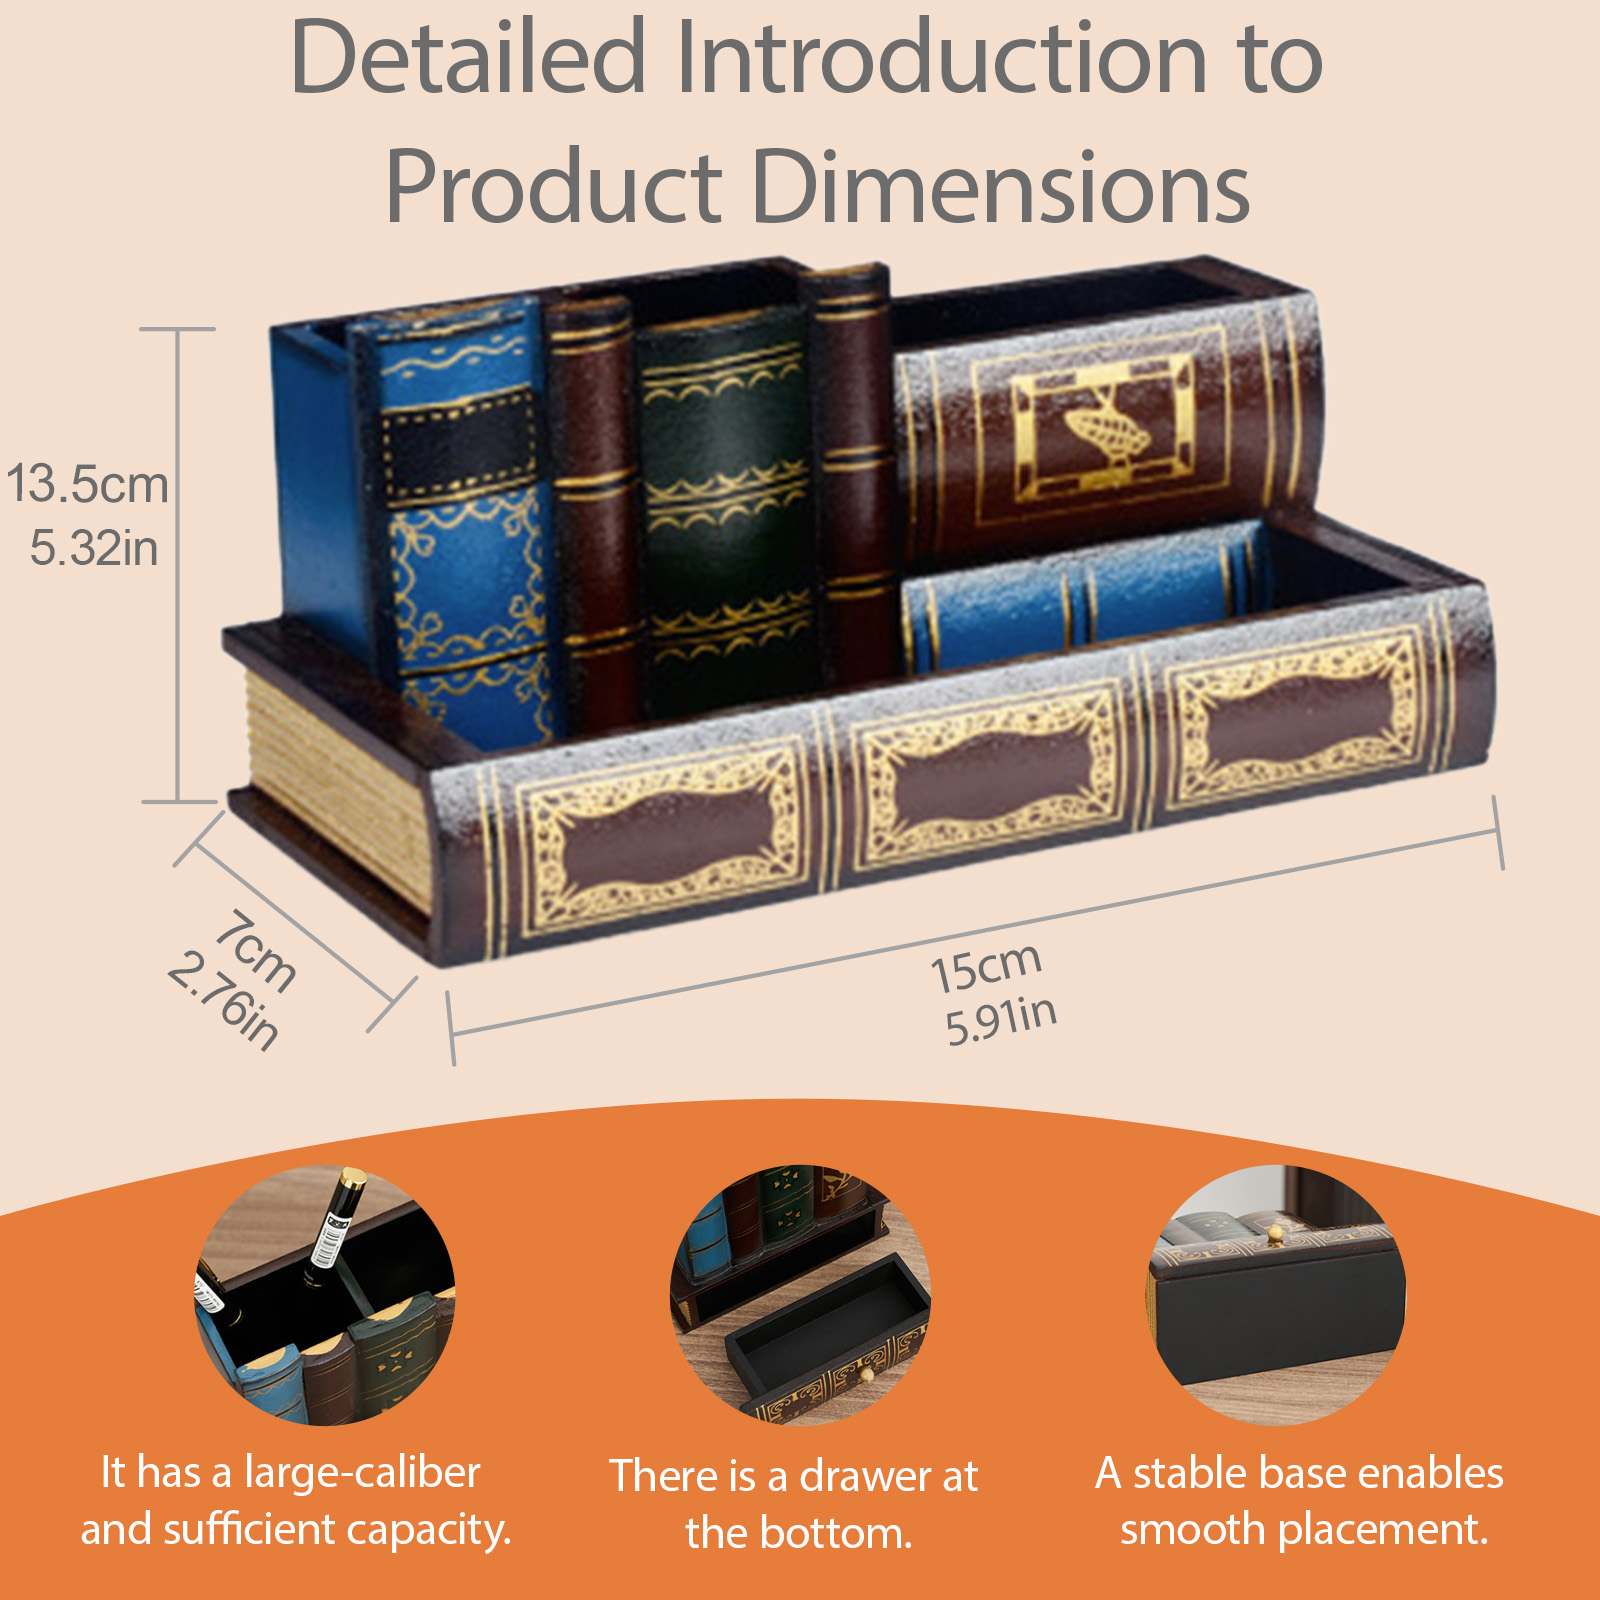 Detailed Introduction to
Product Dimensions
13.5cm
5.32in
7cm
2.76in
15cm
5.91in
It has a large-caliber
and sufficient capacity.
There is a drawer at
the bottom.
A stable base enables
smooth placement.